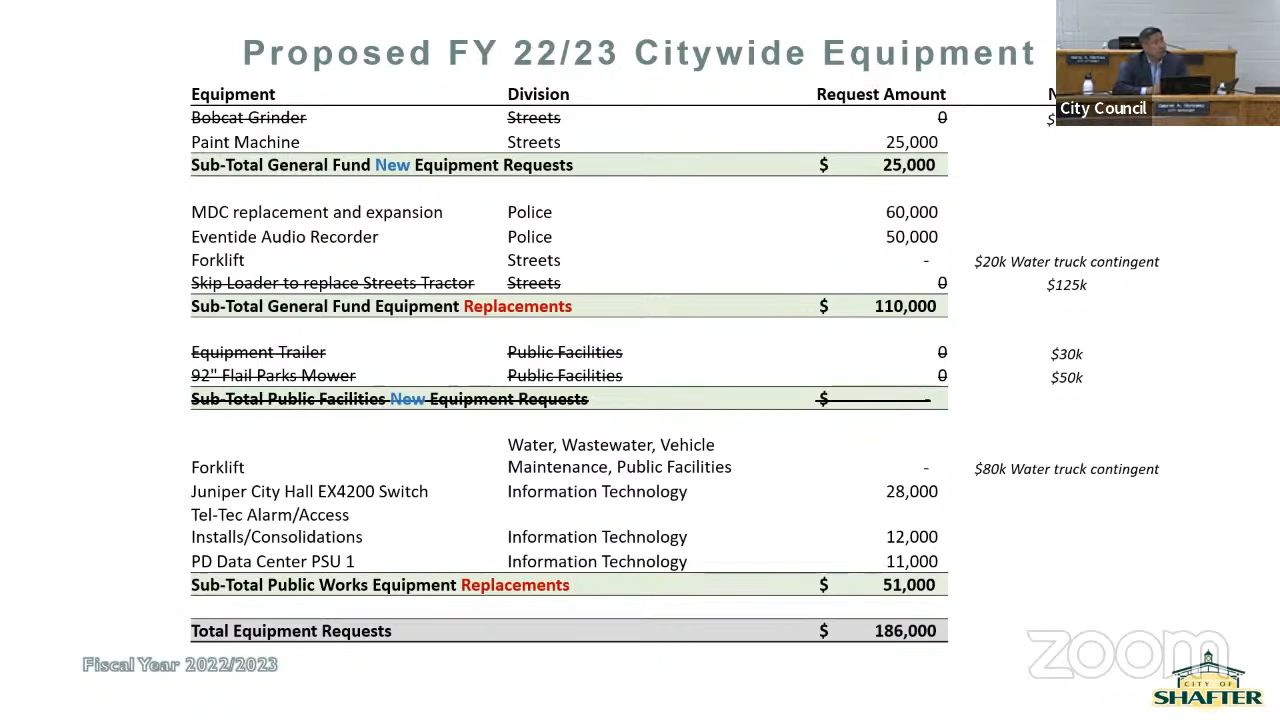 Proposed FY 22/23 Citywide Equipment
Equipment Division Request Amount
Bobcat Grinder Streets 0 $
Paint Machine Streets 25,000
Sub-Total General Fund New Equipment Requests $ 25,000
MDC replacement and expansion Police 60,000
Eventide Audio Recorder Police 50,000
Forklift Streets - $20k Water truck contingent
Skip Loader to replace Streets Tractor Streets 0 $125k
Sub-Total General Fund Equipment Replacements $ 110,000
Equipment Trailer Public Facilities 0 $30k
92" Flail Parks Mower Public Facilities 0 $50k
Sub-Total Public Facilities New Equipment Requests $ -
Water, Wastewater, Vehicle
Forklift Maintenance, Public Facilities - $80k Water truck contingent
Juniper City Hall EX4200 Switch Information Technology 28,000
Tel-Tec Alarm/Access
Installs/Consolidations Information Technology 12,000
PD Data Center PSU 1 Information Technology 11,000
Sub-Total Public Works Equipment Replacements $ 51,000
Total Equipment Requests $ 186,000
Fiscal Year 2022/2023
City Council
zoom
CITY OF
SHAFTER